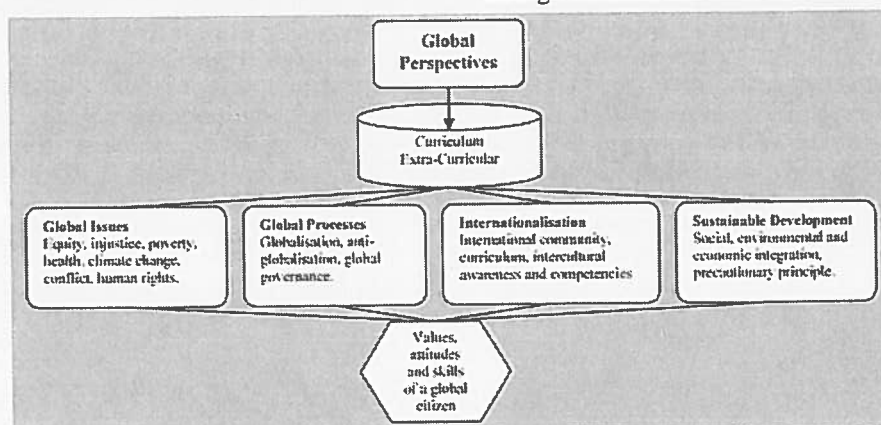 Global
Perspectives
Curriculum
Extra-Curricular
Global Issues
Equity, injustice, poverty,
health, climate change,
conflict, human rights.
Global Processes
Globalisation, anti-
globalisation, global
governance.
Internationalisation
International community,
curriculum, intercultural
awareness and competencies
Sustainable Development
Social, environmental and
economic integration,
precautionary principle.
Values,
attitudes
and skills
of a global
citizen